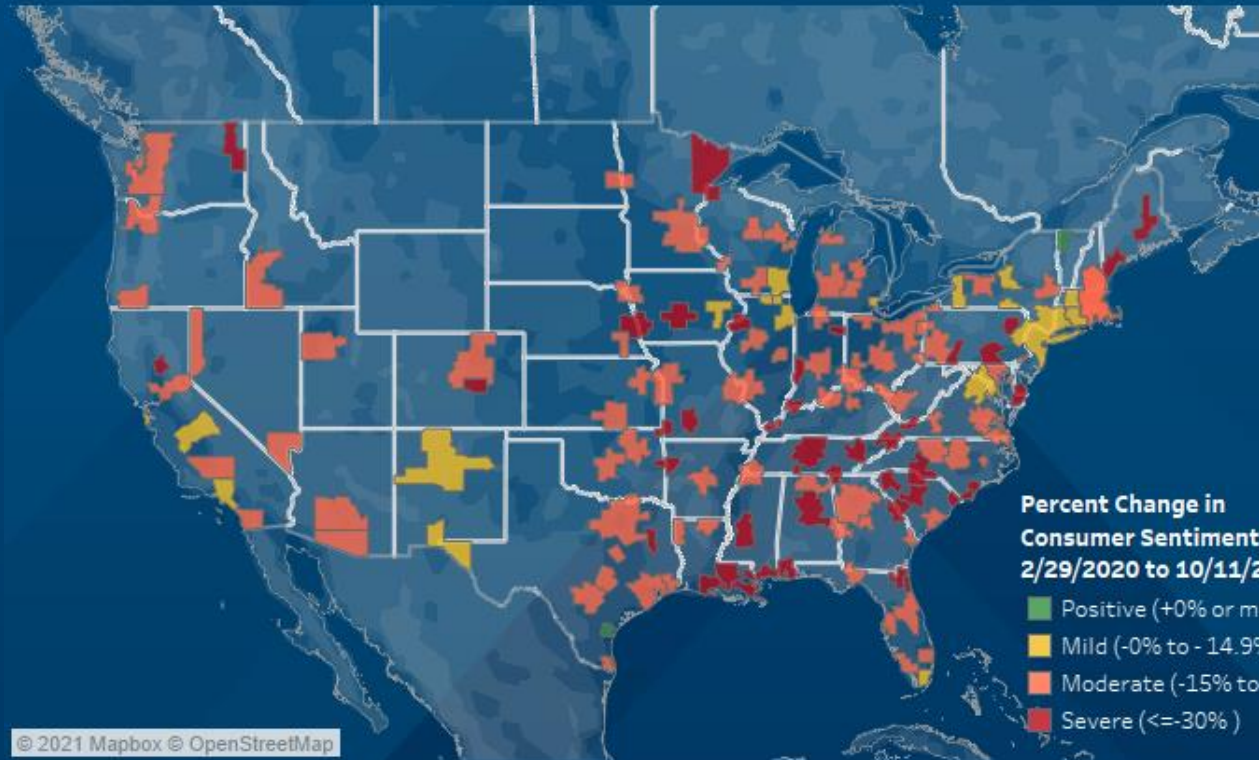 Percent Change in
Consumer Sentiment
2/29/2020 to 10/11/2
Positive (+0% or m
Mild (-0% to - 14.9%
Moderate (-15% to
Severe (<=-30% )
© 2021 Mapbox © OpenStreetMap